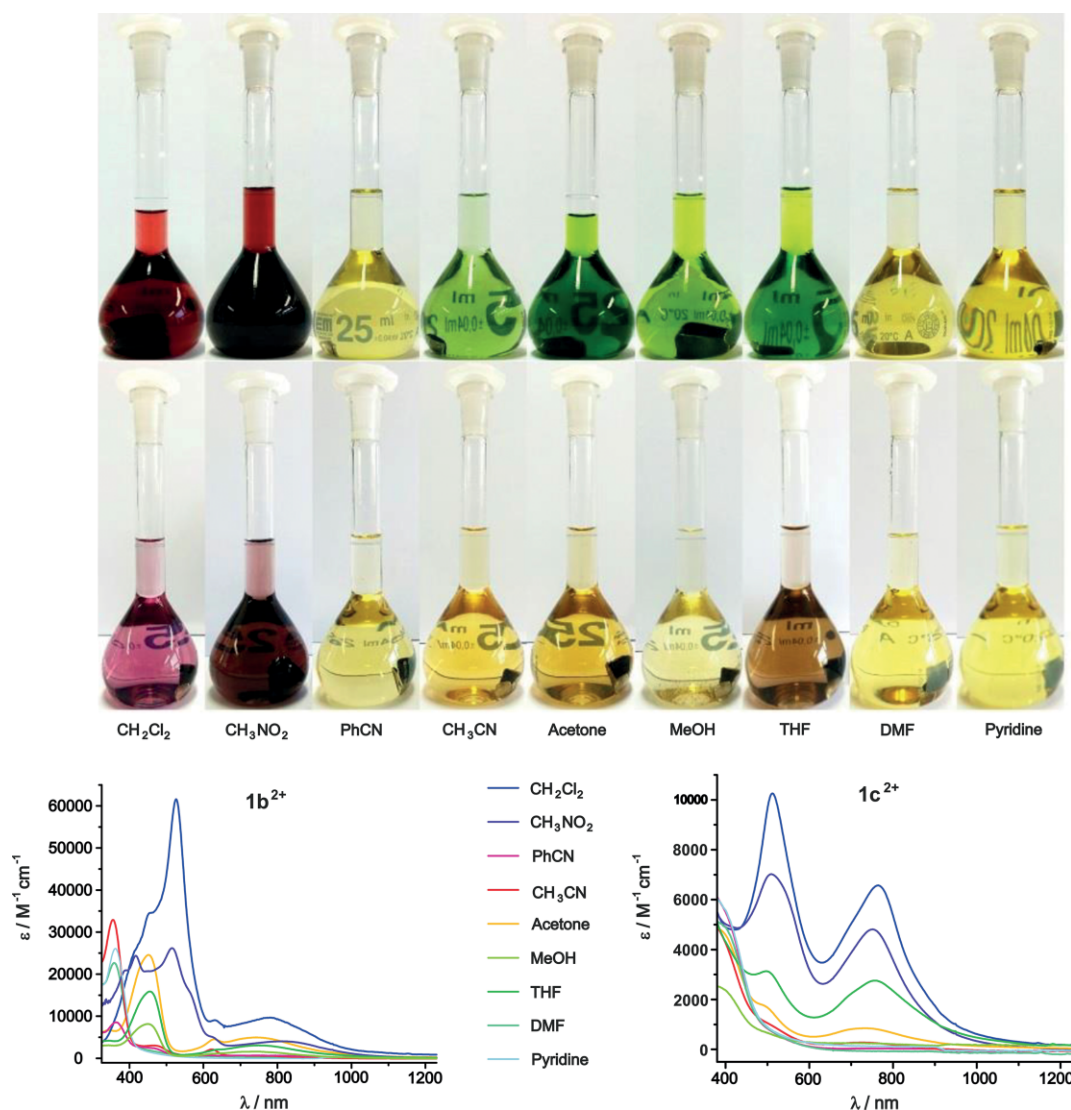 25 ml
25
25
CH₂Cl₂ CH₃NO₂ PhCN CH₃CN Acetone MeOH THF DMF Pyridine
1b²⁺
ε / M⁻¹ cm⁻¹
60000
50000
40000
30000
20000
10000
0
400 600 800 1000 1200
λ / nm
CH₂Cl₂
CH₃NO₂
PhCN
CH₃CN
Acetone
MeOH
THF
DMF
Pyridine
1c²⁺
ε / M⁻¹ cm⁻¹
10000
8000
6000
4000
2000
0
400 600 800 1000 1200
λ / nm